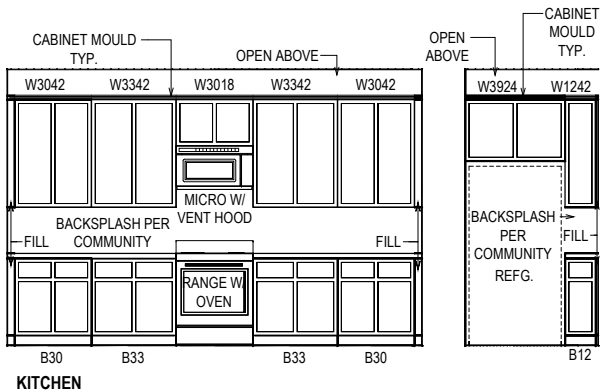 CABINET MOULD
TYP.
OPEN ABOVE
W3042
W3342
W3018
W3342
W3042
MICRO W/
VENT HOOD
BACKSPLASH PER
COMMUNITY
FILL
FILL
RANGE W/
OVEN
B30
B33
B33
B30
KITCHEN
OPEN
ABOVE
CABINET
MOULD
TYP.
W3924
W1242
BACKSPLASH
PER
COMMUNITY
FILL
REFG.
B12